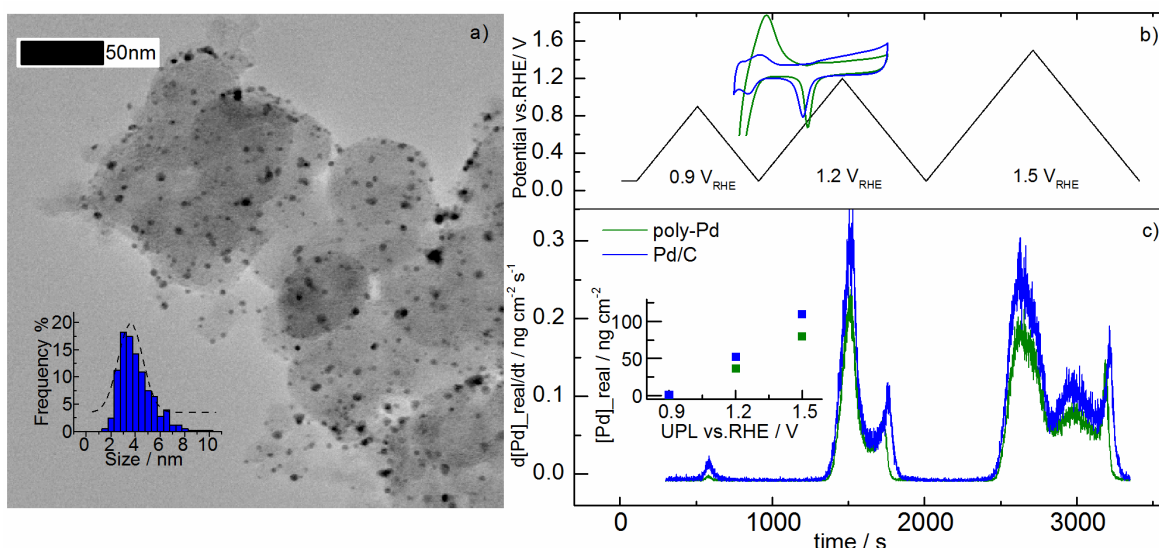 50nm
a)
Frequency %
20
15
10
5
0
0 2 4 6 8 10
Size / nm
b)
Potential vs.RHE/ V
1.6
1.2
0.8
0.4
0.0
0.9 V_RHE
1.2 V_RHE
1.5 V_RHE
c)
poly-Pd
Pd/C
d[Pd]_real/dt / ng cm⁻² s⁻¹
0.3
0.2
0.1
0.0
[Pd]_real / ng cm⁻²
100
50
0
0.9 1.2 1.5
UPL vs.RHE / V
0 1000 2000 3000
time / s